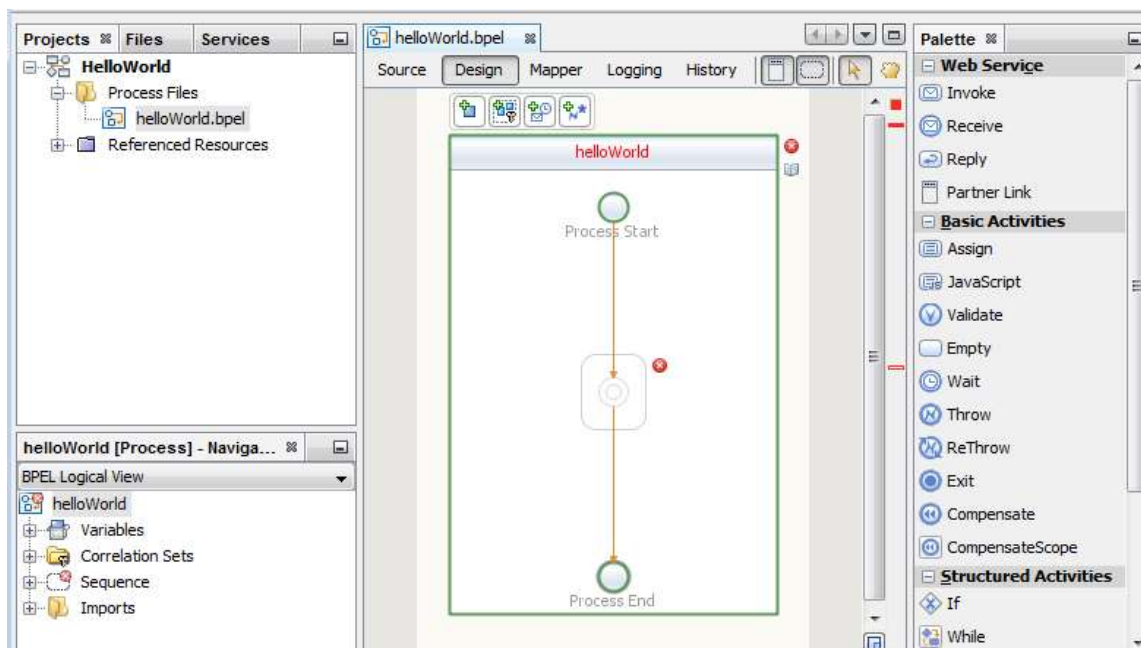 Projects Files Services
HelloWorld
Process Files
helloWorld.bpel
Referenced Resources
helloWorld [Process] - Naviga...
BPEL Logical View
helloWorld
Variables
Correlation Sets
Sequence
Imports
helloWorld.bpel
Source Design Mapper Logging History
helloWorld
Process Start
Process End
Palette
Web Service
Invoke
Receive
Reply
Partner Link
Basic Activities
Assign
JavaScript
Validate
Empty
Wait
Throw
ReThrow
Exit
Compensate
CompensateScope
Structured Activities
If
While